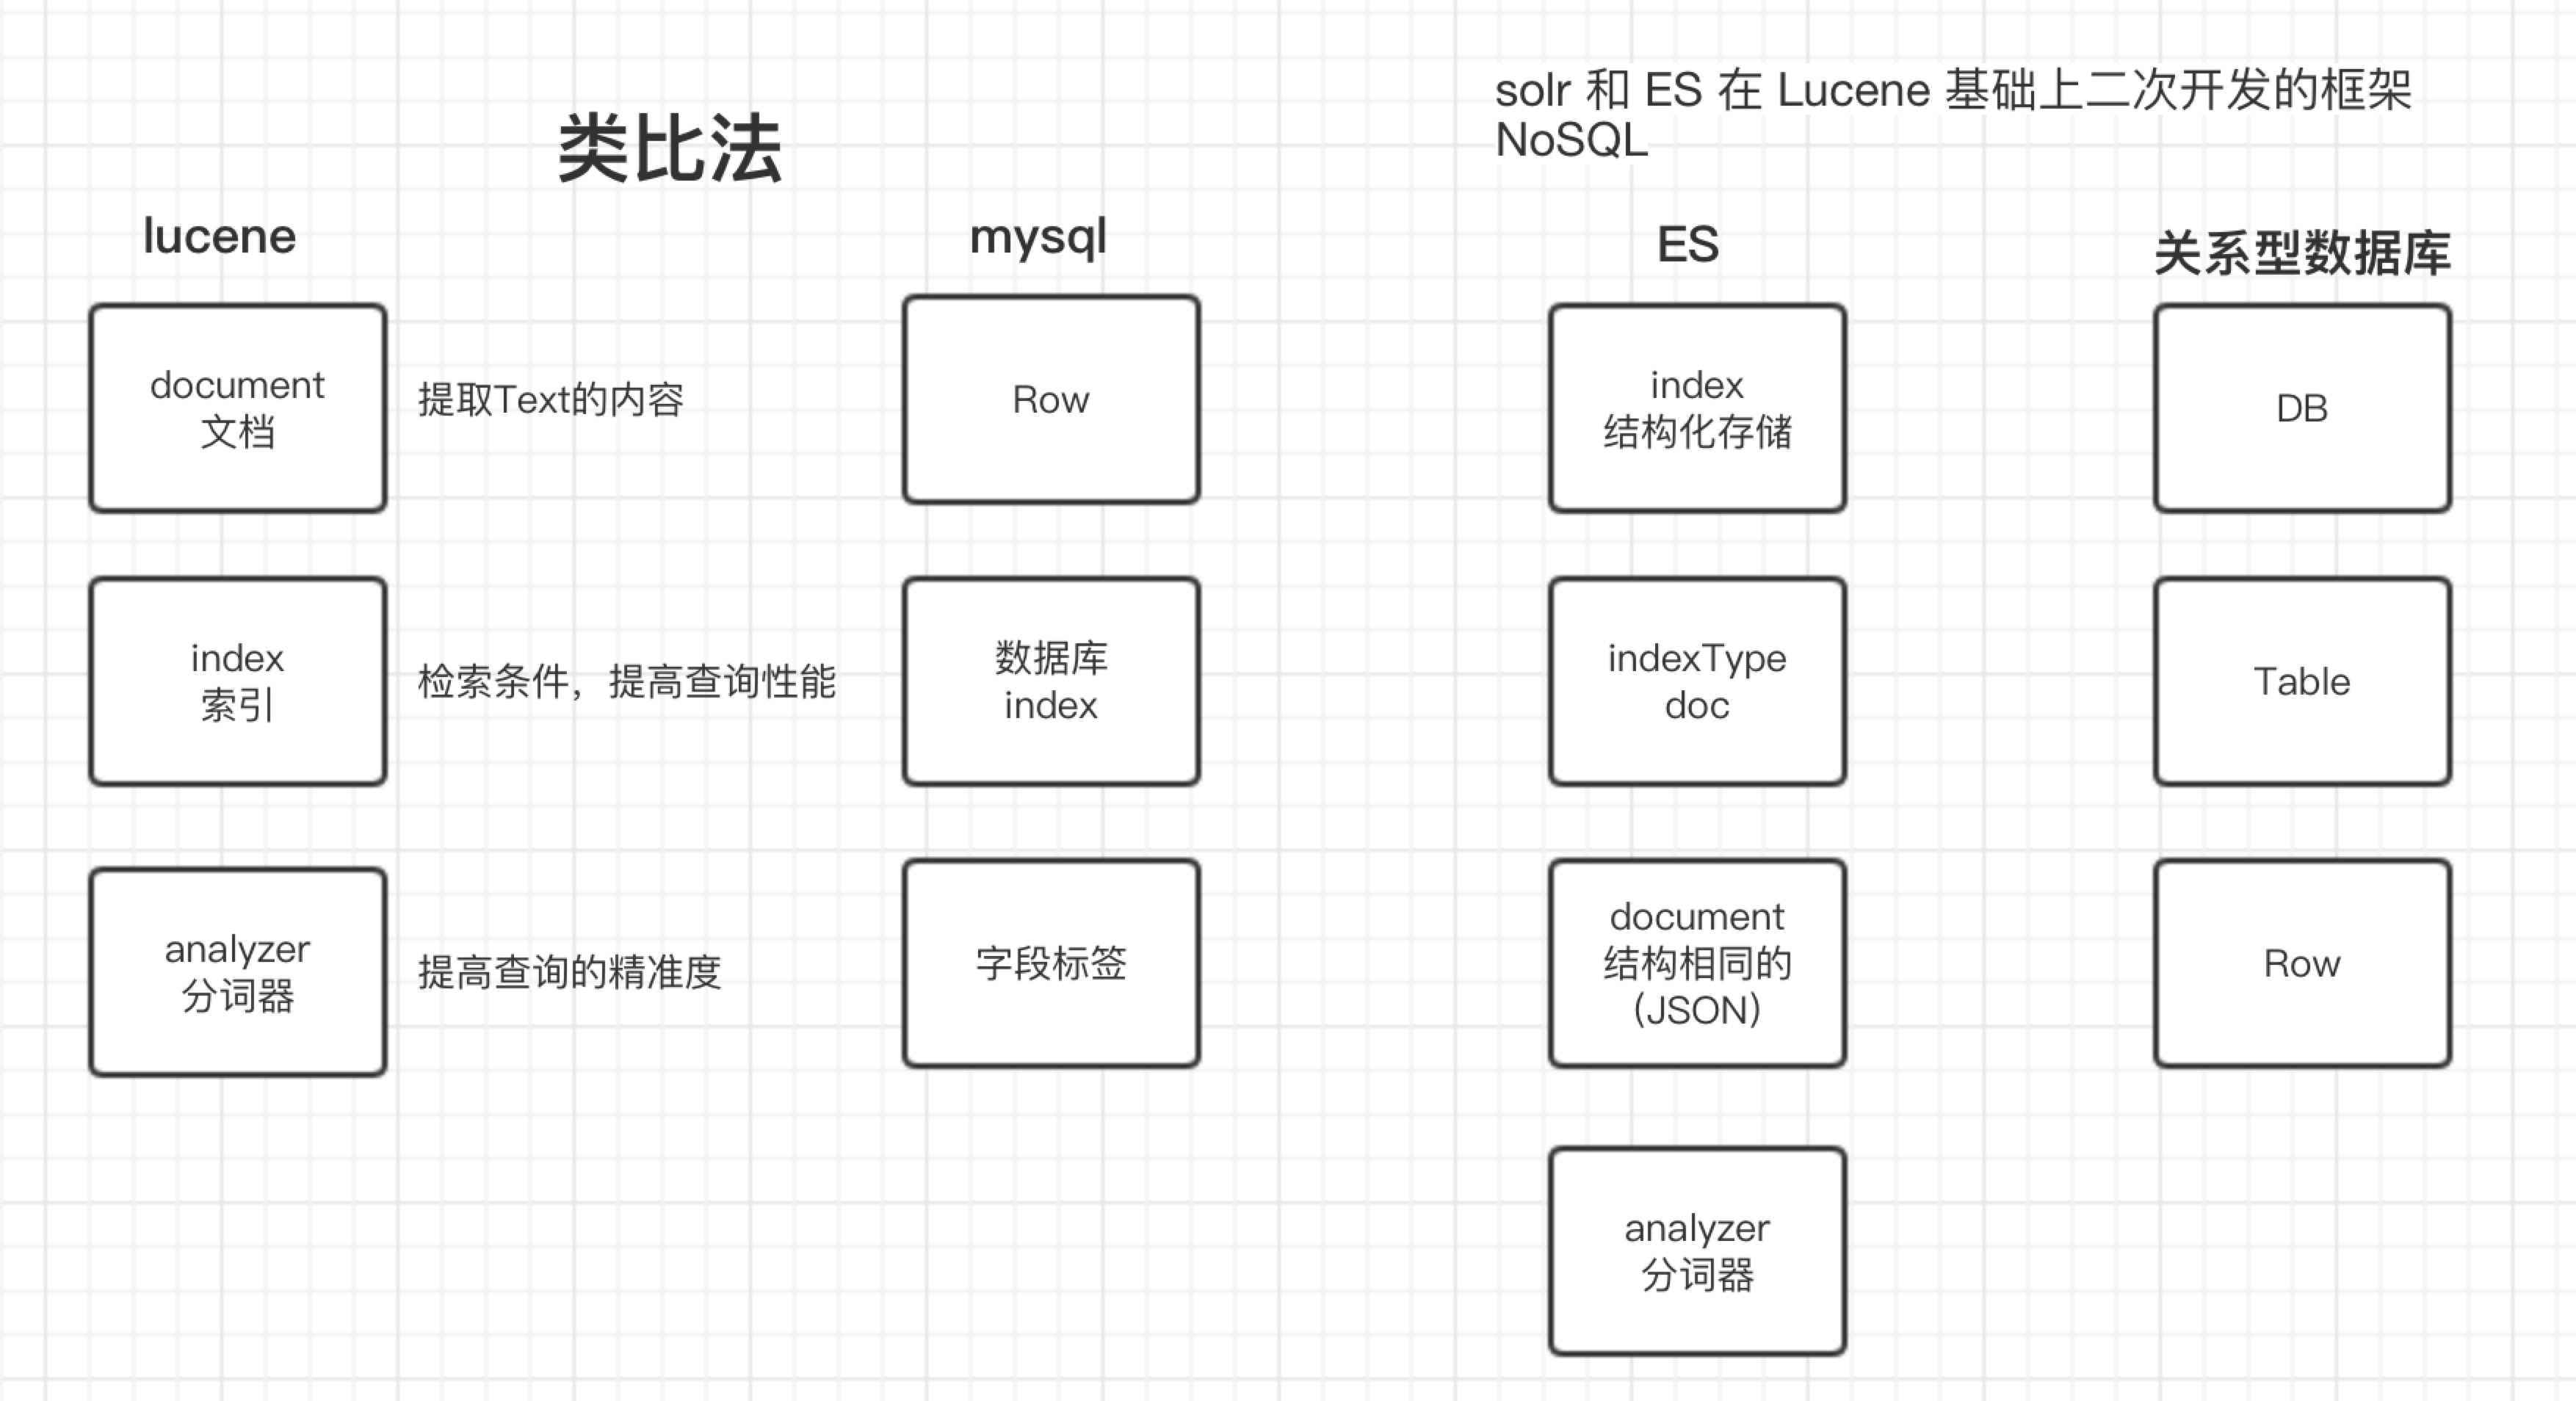 类比法
lucene
mysql
document
文档
提取Text的内容
Row
index
索引
检索条件，提高查询性能
数据库
index
analyzer
分词器
提高查询的精准度
字段标签
solr 和 ES 在 Lucene 基础上二次开发的框架
NoSQL
ES
关系型数据库
index
结构化存储
DB
indexType
doc
Table
document
结构相同的
(JSON)
Row
analyzer
分词器